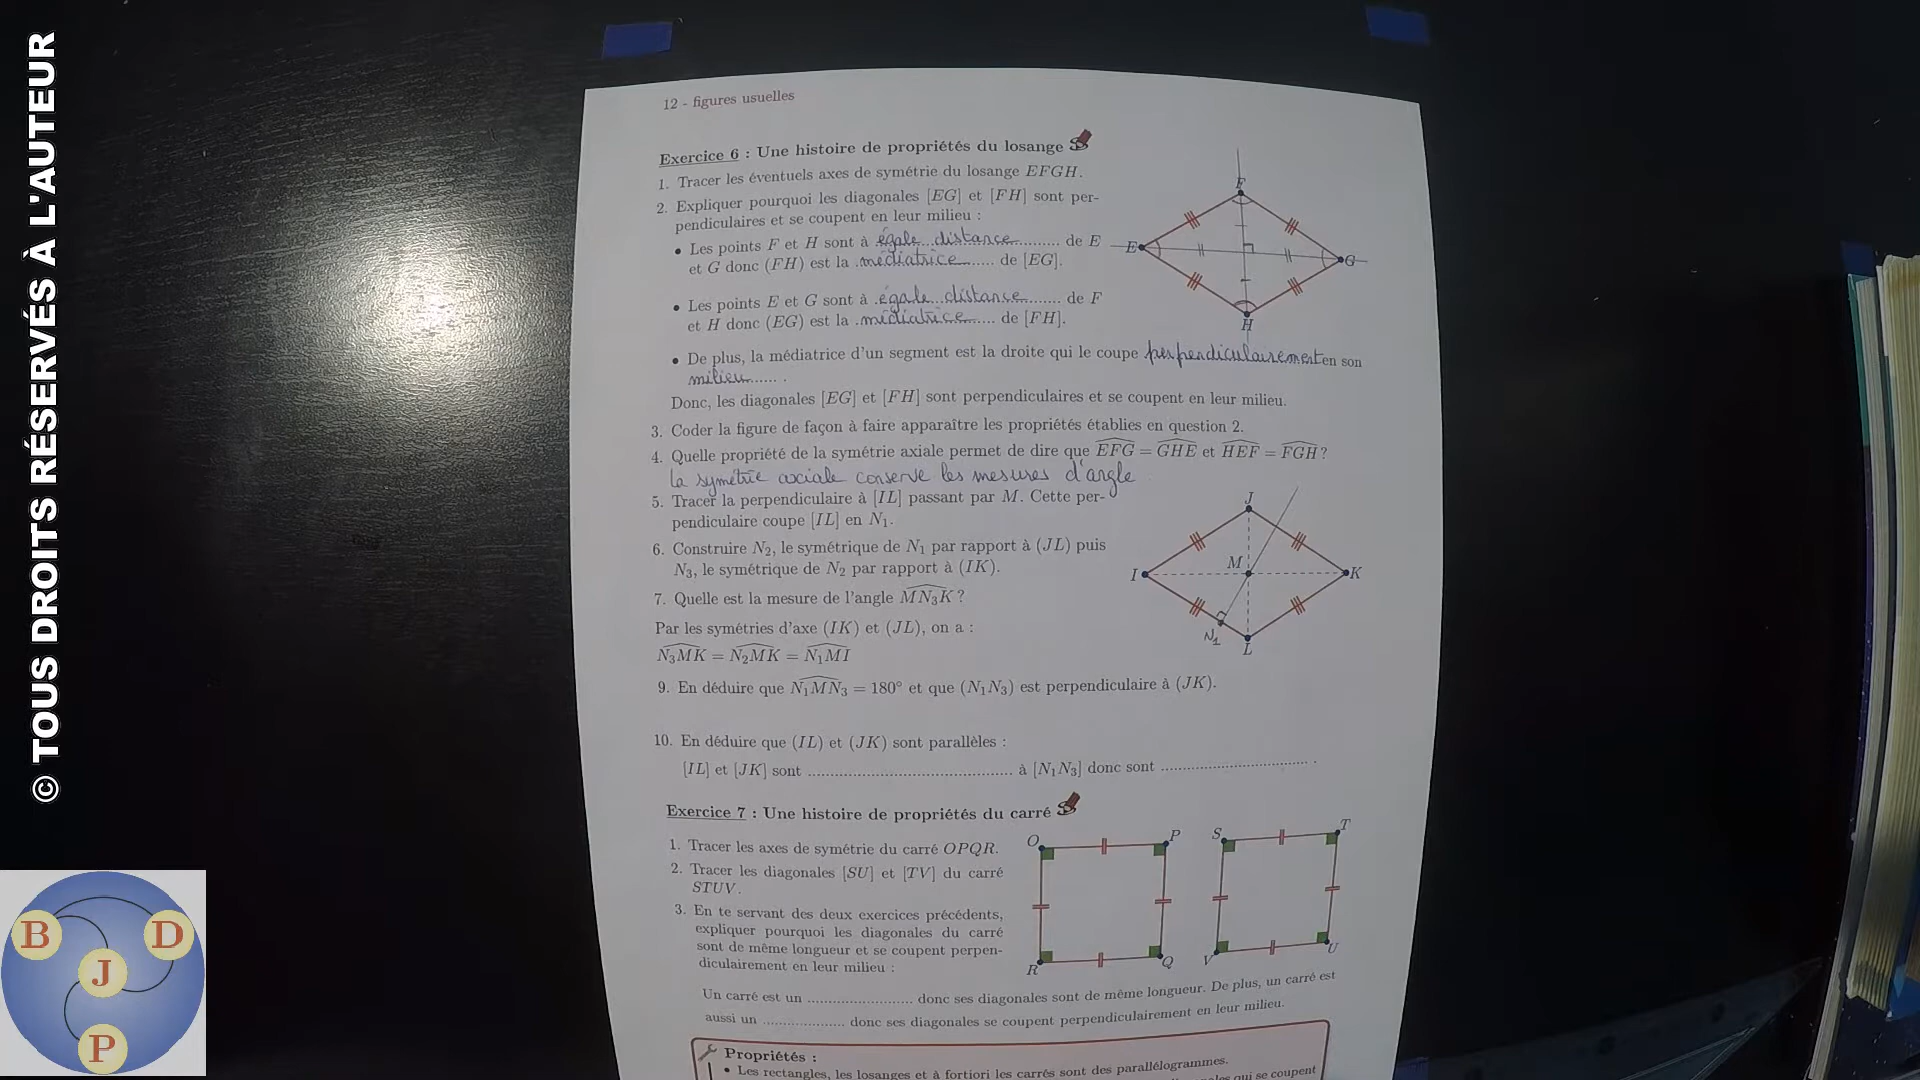 © TOUS DROITS RÉSERVÉS À L'AUTEUR
12 - figures usuelles
Exercice 6 : Une histoire de propriétés du losange
1. Tracer les éventuels axes de symétrie du losange EFGH.
2. Expliquer pourquoi les diagonales [EG] et [FH] sont per-
pendiculaires et se coupent en leur milieu :
• Les points F et H sont à égale distance de E
et G donc (FH) est la médiatrice de [EG].
• Les points E et G sont à égale distance de F
et H donc (EG) est la médiatrice de [FH].
• De plus, la médiatrice d'un segment est la droite qui le coupe perpendiculairement en son
milieu .
Donc, les diagonales [EG] et [FH] sont perpendiculaires et se coupent en leur milieu.
F
E
G
H
3. Coder la figure de façon à faire apparaître les propriétés établies en question 2.
4. Quelle propriété de la symétrie axiale permet de dire que EFG = GHE et HEF = FGH ?
la symétrie axiale conserve les mesures d'angle
5. Tracer la perpendiculaire à [IL] passant par M. Cette per-
pendiculaire coupe [IL] en N₁.
6. Construire N₂, le symétrique de N₁ par rapport à (JL) puis
N₃, le symétrique de N₂ par rapport à (IK).
7. Quelle est la mesure de l'angle MN₃K ?
Par les symétries d'axe (IK) et (JL), on a :
N₃MK = N₂MK = N₁MI
J
M
I
K
N₁
L
9. En déduire que N₁MN₃ = 180° et que (N₁N₃) est perpendiculaire à (JK).
10. En déduire que (IL) et (JK) sont parallèles :
[IL] et [JK] sont ........................................ à [N₁N₃] donc sont .................................. .
Exercice 7 : Une histoire de propriétés du carré
1. Tracer les axes de symétrie du carré OPQR.
2. Tracer les diagonales [SU] et [TV] du carré
STUV.
3. En te servant des deux exercices précédents,
expliquer pourquoi les diagonales du carré
sont de même longueur et se coupent perpen-
diculairement en leur milieu :
O
P
R
Q
S
T
V
U
Un carré est un ........................ donc ses diagonales sont de même longueur. De plus, un carré est
aussi un .................... donc ses diagonales se coupent perpendiculairement en leur milieu.
Propriétés :
• Les rectangles, les losanges et à fortiori les carrés sont des parallélogrammes.
qui se coupent
B
D
J
P